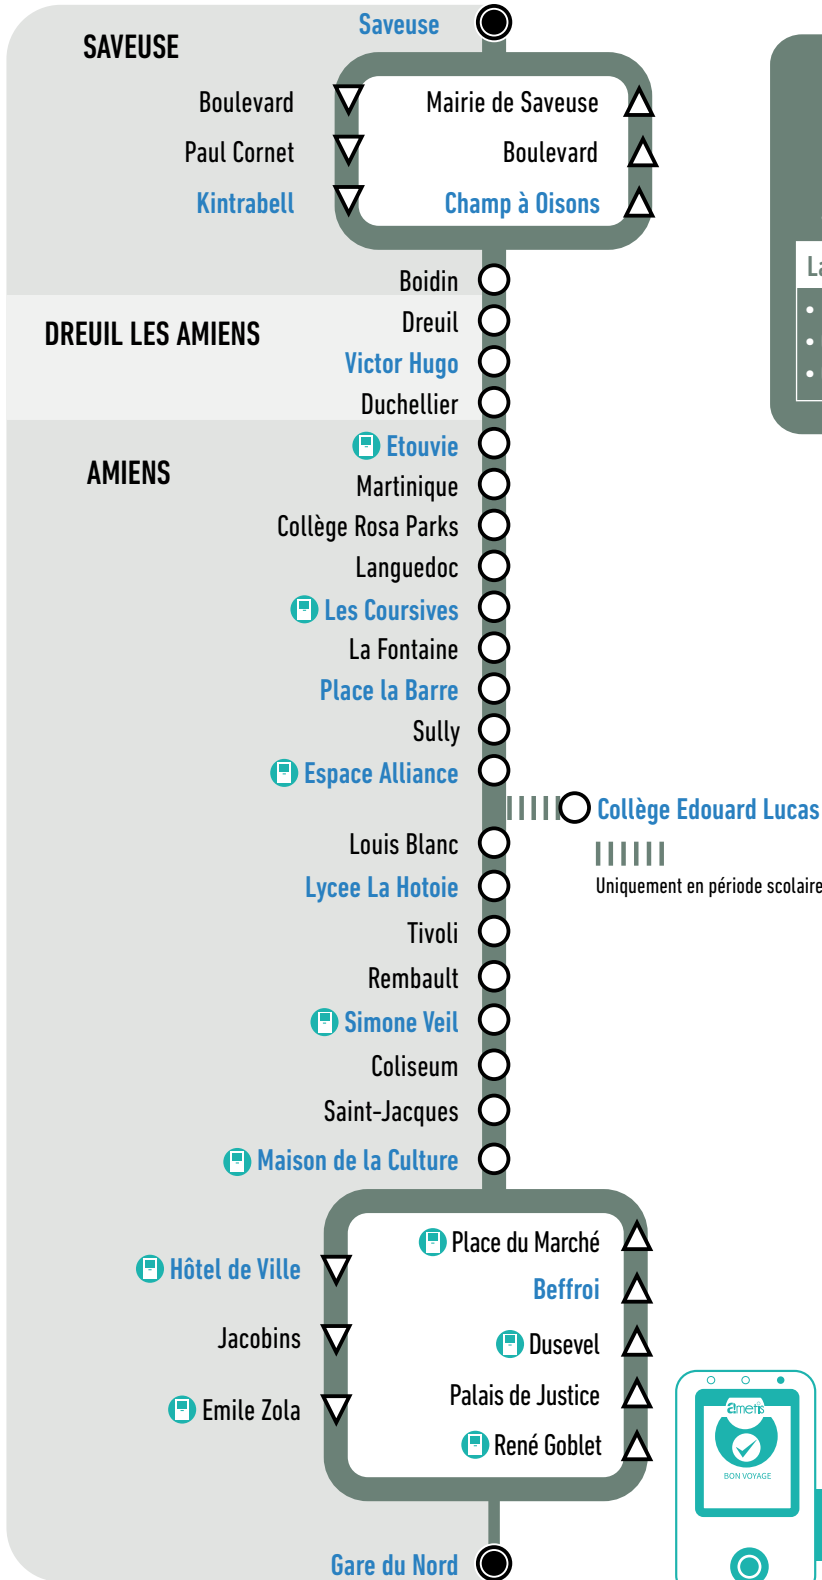 Saveuse
SAVEUSE
Boulevard
Mairie de Saveuse
Paul Cornet
Boulevard
Kintrabell
Champ à Oisons
Boidin
Dreuil
DREUIL LES AMIENS
Victor Hugo
Duchellier
Etouvie
AMIENS
Martinique
Collège Rosa Parks
Languedoc
Les Coursives
La Fontaine
Place la Barre
Sully
Espace Alliance
Collège Edouard Lucas
Louis Blanc
Uniquement en période scolaire
Lycee La Hotoie
Tivoli
Rembault
Simone Veil
Coliseum
Saint-Jacques
Maison de la Culture
Place du Marché
Hôtel de Ville
Beffroi
Jacobins
Dusevel
Palais de Justice
Emile Zola
René Goblet
ametis
BON VOYAGE
Gare du Nord